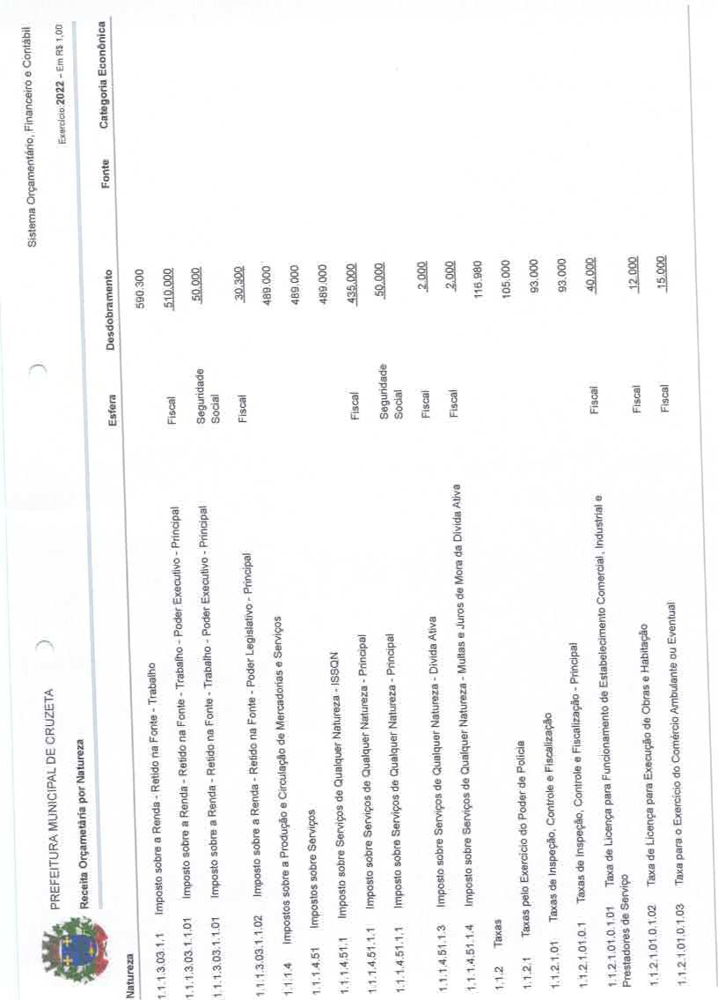 PREFEITURA MUNICIPAL DE CRUZETA Sistema Orçamentário, Financeiro e Contábil
Exercício:2022 - Em R$ 1,00
Receita Orçametária por Natureza
Natureza Esfera Desdobramento Fonte Categoria Econônica
1.1.1.3.03.1.1 Imposto sobre a Renda - Retido na Fonte - Trabalho 590.300
1.1.1.3.03.1.1.01 Imposto sobre a Renda - Retido na Fonte - Trabalho - Poder Executivo - Principal Fiscal 510.000
1.1.1.3.03.1.1.01 Imposto sobre a Renda - Retido na Fonte - Trabalho - Poder Executivo - Principal Seguridade 50.000
Social
1.1.1.3.03.1.1.02 Imposto sobre a Renda - Retido na Fonte - Poder Legislativo - Principal Fiscal 30.300
1.1.1.4 Impostos sobre a Produção e Circulação de Mercadorias e Serviços 489.000
1.1.1.4.51 Impostos sobre Serviços 489.000
1.1.1.4.51.1 Imposto sobre Serviços de Qualquer Natureza - ISSQN 489.000
1.1.1.4.51.1.1 Imposto sobre Serviços de Qualquer Natureza - Principal Fiscal 435.000
1.1.1.4.51.1.1 Imposto sobre Serviços de Qualquer Natureza - Principal Seguridade 50.000
Social
1.1.1.4.51.1.3 Imposto sobre Serviços de Qualquer Natureza - Dívida Ativa Fiscal 2.000
1.1.1.4.51.1.4 Imposto sobre Serviços de Qualquer Natureza - Multas e Juros de Mora da Dívida Ativa Fiscal 2.000
1.1.2 Taxas 116.980
1.1.2.1 Taxas pelo Exercício do Poder de Polícia 105.000
1.1.2.1.01 Taxas de Inspeção, Controle e Fiscalização 93.000
1.1.2.1.01.0.1 Taxas de Inspeção, Controle e Fiscalização - Principal 93.000
1.1.2.1.01.0.1.01 Taxa de Licença para Funcionamento de Estabelecimento Comercial, Industrial e Fiscal 40.000
Prestadores de Serviço
1.1.2.1.01.0.1.02 Taxa de Licença para Execução de Obras e Habitação Fiscal 12.000
1.1.2.1.01.0.1.03 Taxa para o Exercício do Comércio Ambulante ou Eventual Fiscal 15.000